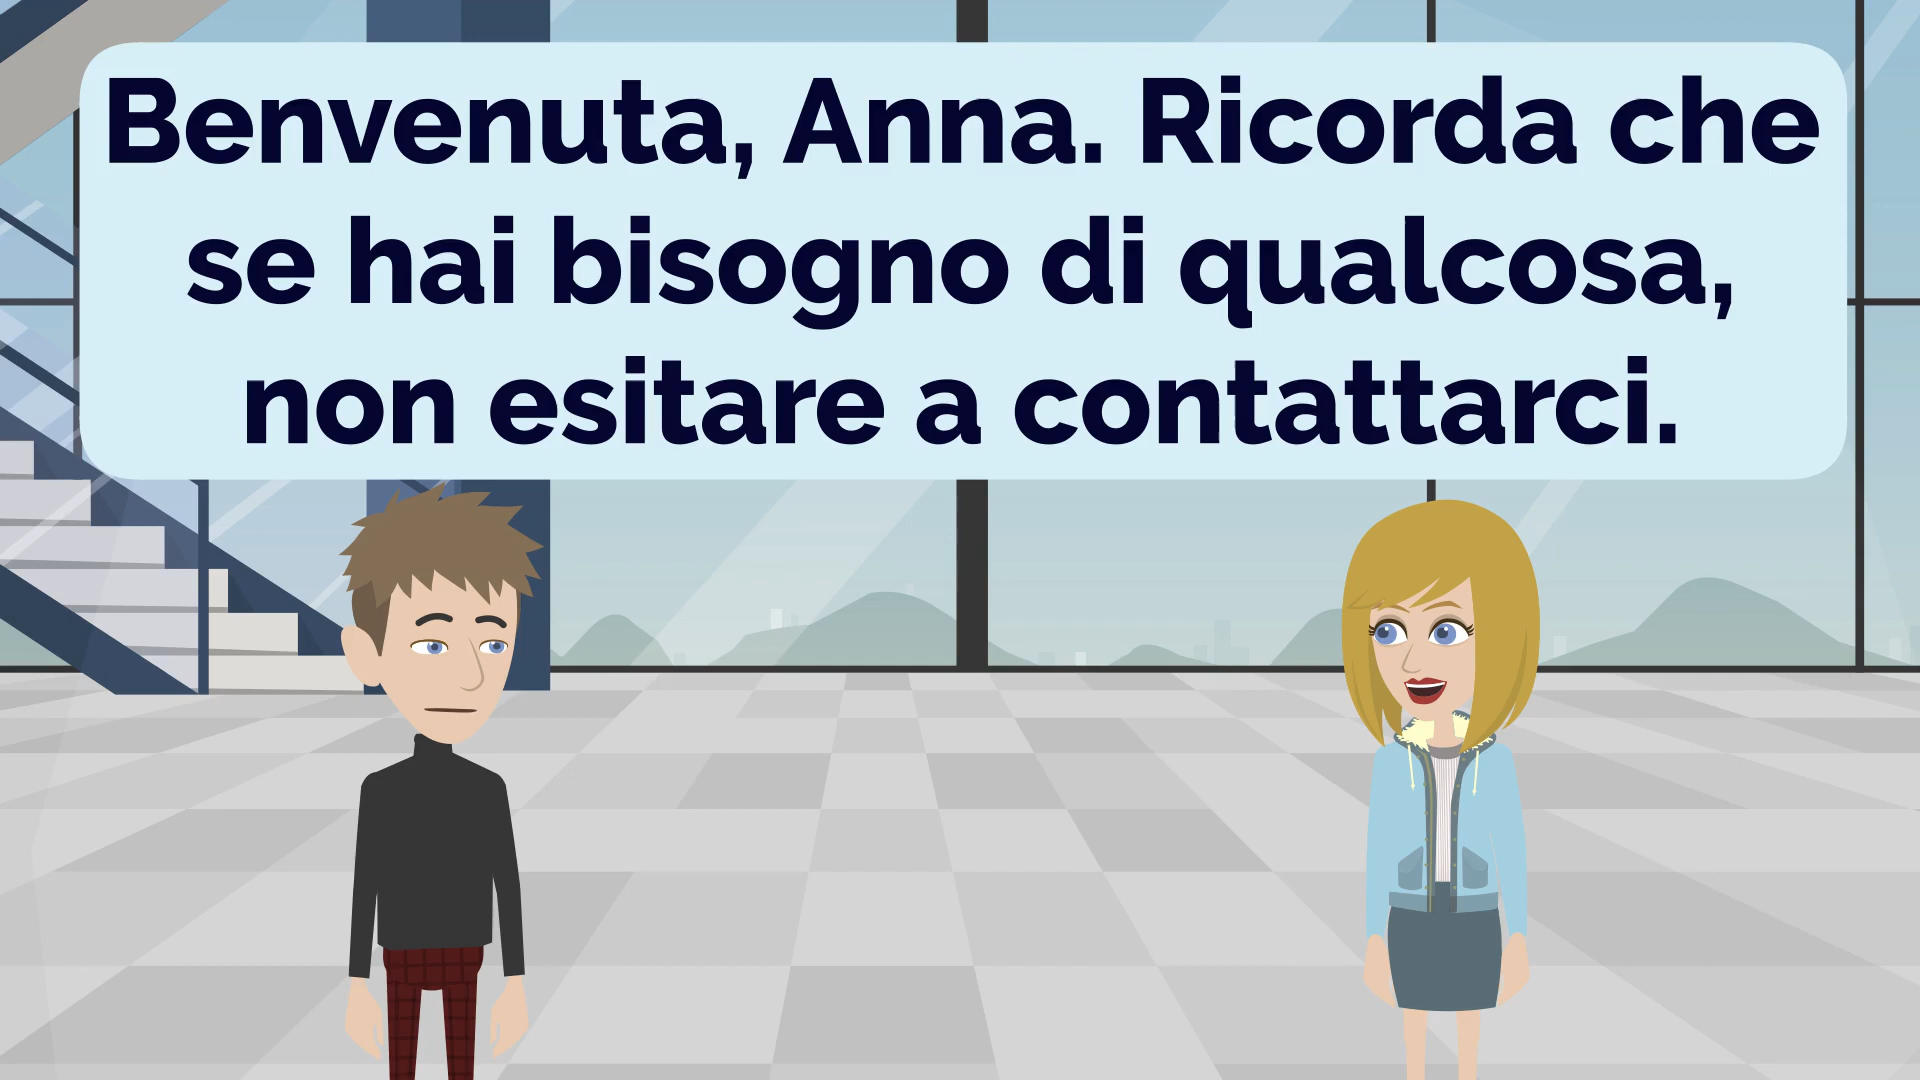 Benvenuta, Anna. Ricorda che
se hai bisogno di qualcosa,
non esitare a contattarci.